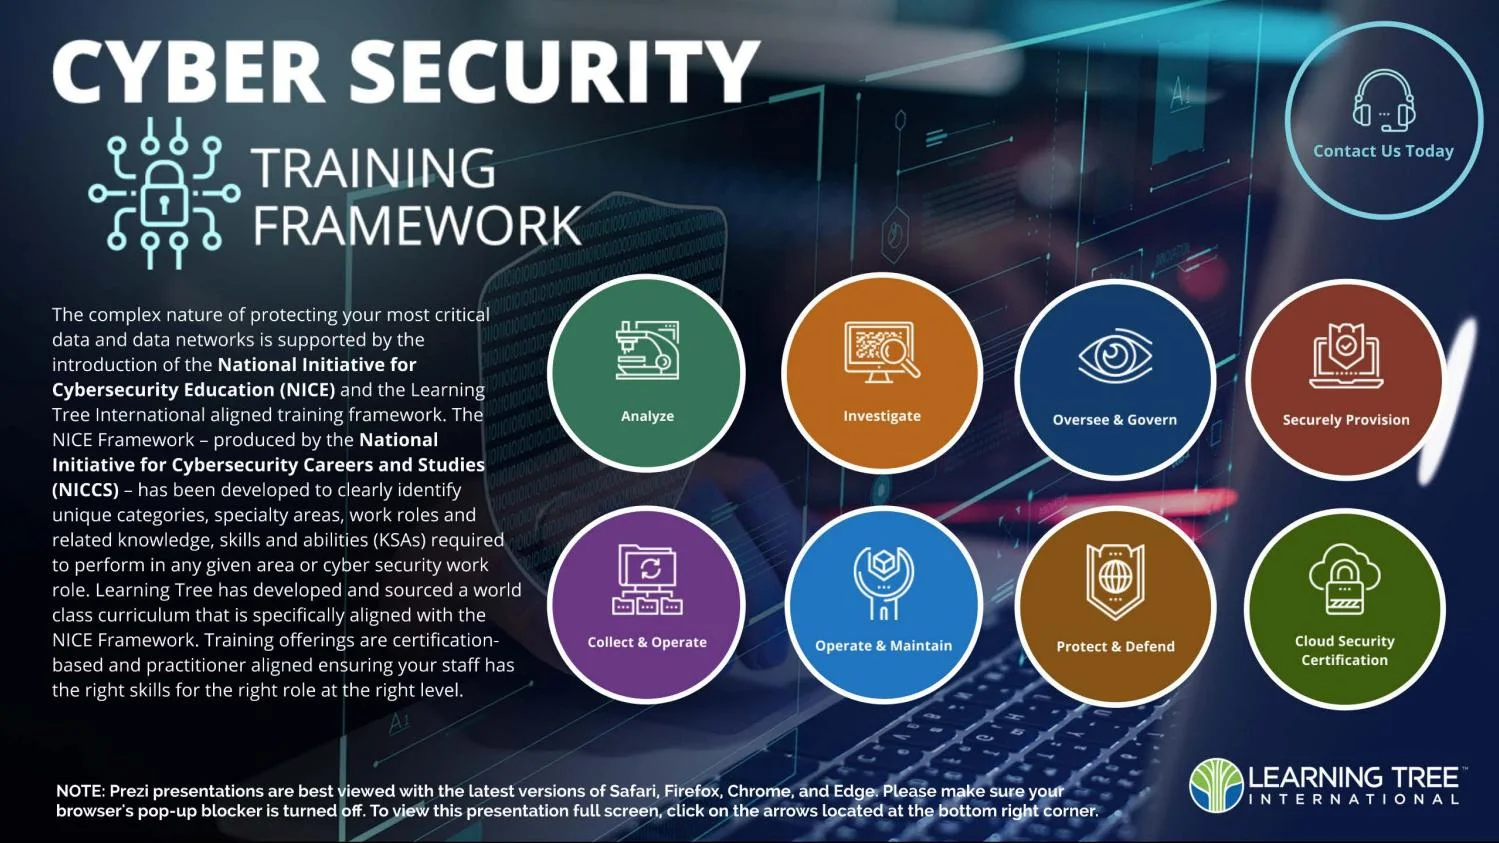 CYBER SECURITY
TRAINING
FRAMEWORK
Contact Us Today
The complex nature of protecting your most critical
data and data networks is supported by the
introduction of the National Initiative for
Cybersecurity Education (NICE) and the Learning
Tree International aligned training framework. The
NICE Framework – produced by the National
Initiative for Cybersecurity Careers and Studies
(NICCS) – has been developed to clearly identify
unique categories, specialty areas, work roles and
related knowledge, skills and abilities (KSAs) required
to perform in any given area or cyber security work
role. Learning Tree has developed and sourced a world
class curriculum that is specifically aligned with the
NICE Framework. Training offerings are certification-
based and practitioner aligned ensuring your staff has
the right skills for the right role at the right level.
Analyze
Investigate
Oversee & Govern
Securely Provision
Collect & Operate
Operate & Maintain
Protect & Defend
Cloud Security
Certification
NOTE: Prezi presentations are best viewed with the latest versions of Safari, Firefox, Chrome, and Edge. Please make sure your
browser's pop-up blocker is turned off. To view this presentation full screen, click on the arrows located at the bottom right corner.
LEARNING TREE™
INTERNATIONAL